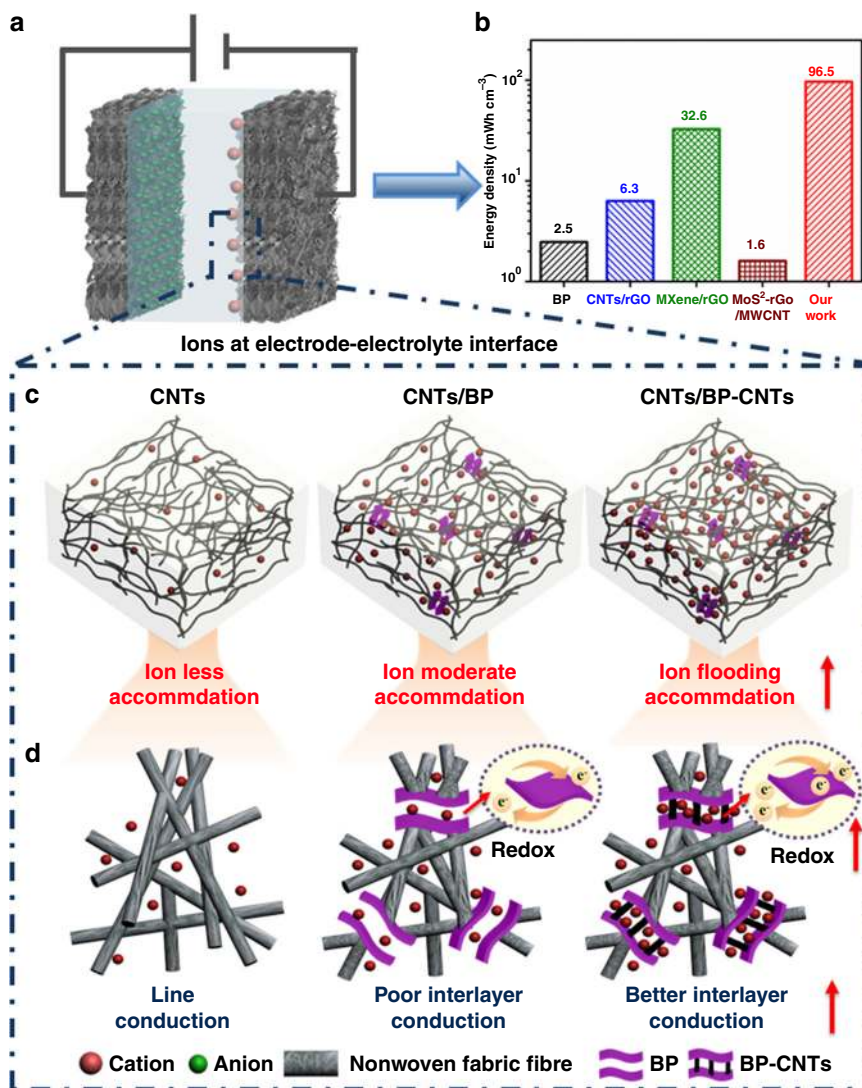 a
b
Energy density (mWh cm⁻³)
10²
10¹
10⁰
2.5
6.3
32.6
1.6
96.5
BP
CNTs/rGO
MXene/rGO
MoS²-rGo
/MWCNT
Our
work
Ions at electrode-electrolyte interface
c
CNTs
CNTs/BP
CNTs/BP-CNTs
Ion less
accommdation
Ion moderate
accommdation
Ion flooding
accommdation
d
e⁻
e⁻
Redox
e⁻
e⁻
e⁻
e⁻
Redox
Line
conduction
Poor interlayer
conduction
Better interlayer
conduction
Cation
Anion
Nonwoven fabric fibre
BP
BP-CNTs